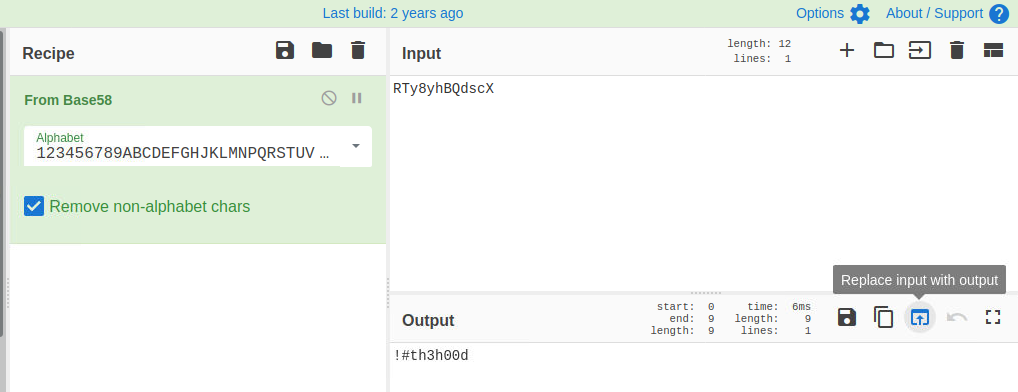 Last build: 2 years ago
Options
About / Support
Recipe
From Base58
Alphabet
123456789ABCDEFGHJKLMNPQRSTUV …
Remove non-alphabet chars
Input
length: 12
lines: 1
RTy8yhBQdscX
Replace input with output
Output
start: 0 time: 6ms
end: 9 length: 9
length: 9 lines: 1
!#th3h00d